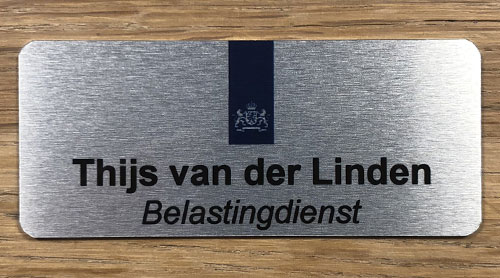 Thijs van der Linden
Belastingdienst